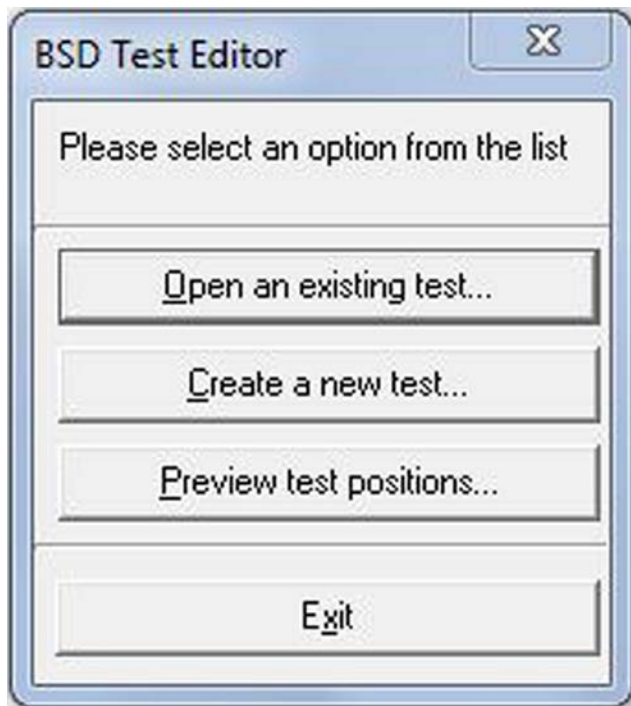 BSD Test Editor
Please select an option from the list
Open an existing test...
Create a new test...
Preview test positions...
Exit